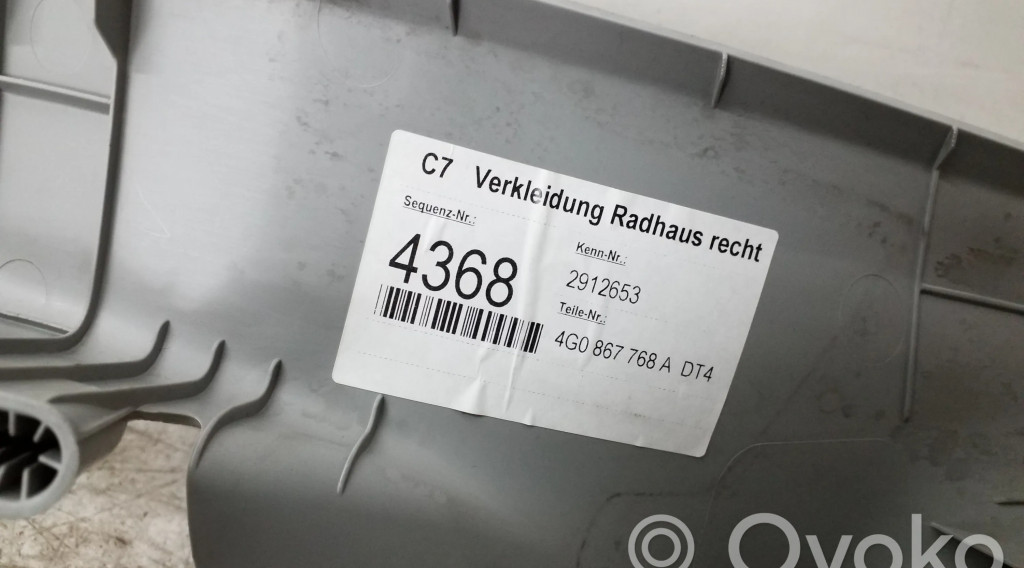 C7 Verkleidung Radhaus recht
Sequenz-Nr.:
4368
Kenn-Nr.:
2912653
Teile-Nr.:
4G0 867 768 A DT4
© Ovoko